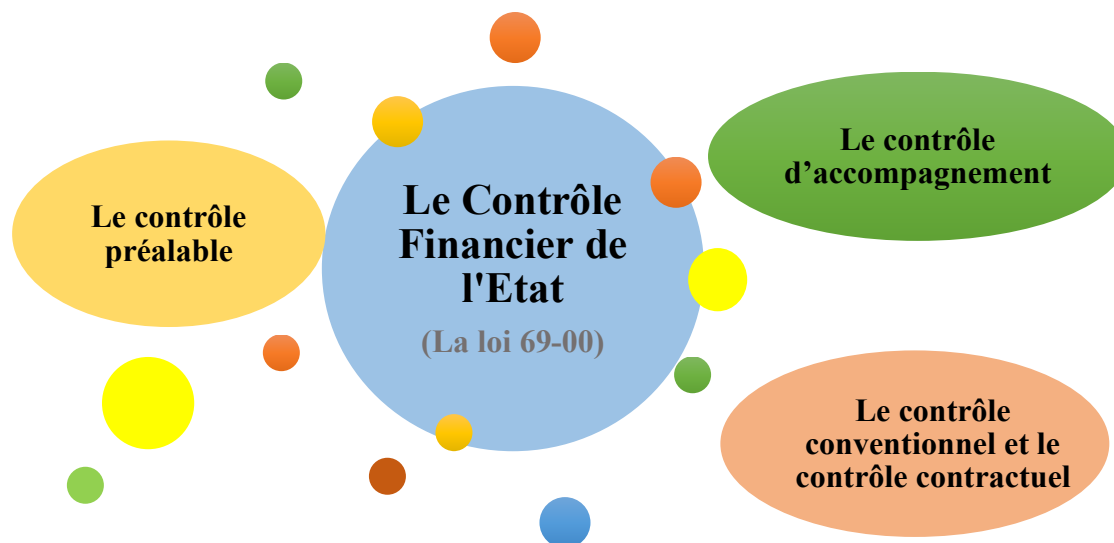 Le contrôle
préalable
Le Contrôle
Financier de
l'Etat
(La loi 69-00)
Le contrôle
d’accompagnement
Le contrôle
conventionnel et le
contrôle contractuel